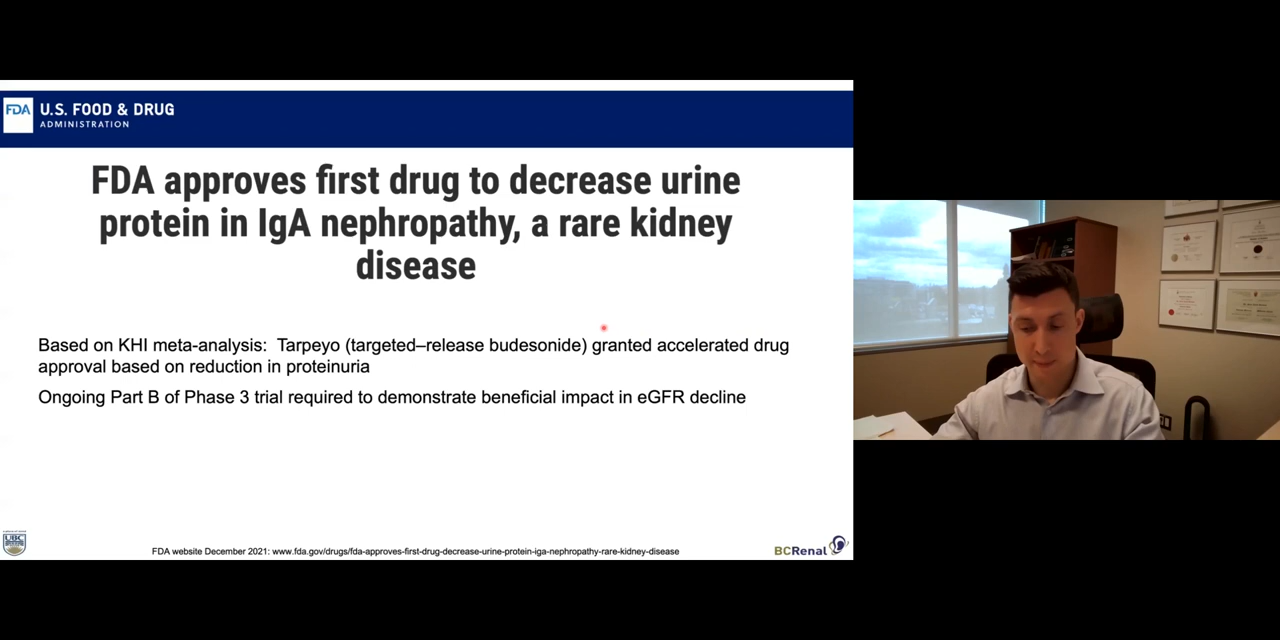 FDA
U.S. FOOD & DRUG
ADMINISTRATION
FDA approves first drug to decrease urine
protein in IgA nephropathy, a rare kidney
disease
Based on KHI meta-analysis: Tarpeyo (targeted–release budesonide) granted accelerated drug
approval based on reduction in proteinuria
Ongoing Part B of Phase 3 trial required to demonstrate beneficial impact in eGFR decline
UBC
FDA website December 2021: www.fda.gov/drugs/fda-approves-first-drug-decrease-urine-protein-iga-nephropathy-rare-kidney-disease
BCRenal